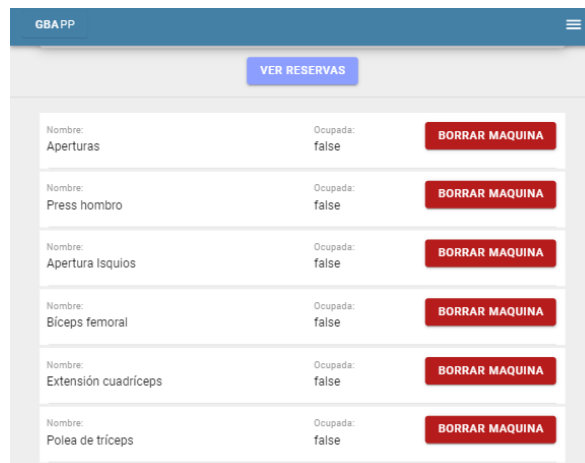 GBAPP
VER RESERVAS
Nombre: Ocupada:
Aperturas false BORRAR MAQUINA
Nombre: Ocupada:
Press hombro false BORRAR MAQUINA
Nombre: Ocupada:
Apertura Isquios false BORRAR MAQUINA
Nombre: Ocupada:
Bíceps femoral false BORRAR MAQUINA
Nombre: Ocupada:
Extensión cuadríceps false BORRAR MAQUINA
Nombre: Ocupada:
Polea de tríceps false BORRAR MAQUINA